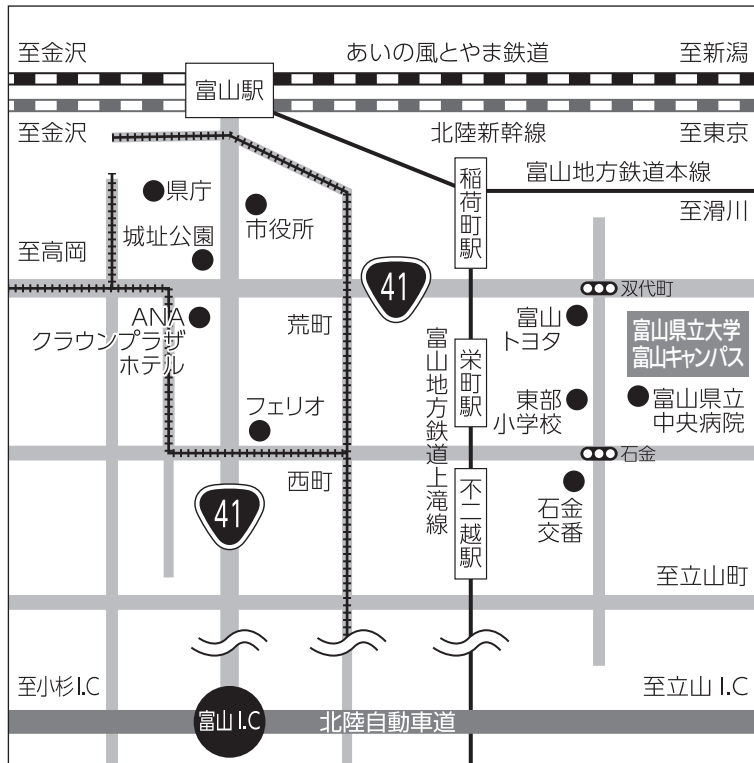 至金沢
あいの風とやま鉄道
至新潟
富山駅
至金沢
北陸新幹線
至東京
稲荷町駅
富山地方鉄道本線
至滑川
県庁
市役所
城址公園
至高岡
41
双代町
ANA
クラウンプラザ
ホテル
荒町
富山地方鉄道上滝線
栄町駅
富山
トヨタ
富山県立大学
富山キャンパス
フェリオ
東部
小学校
富山県立
中央病院
西町
石金
41
不二越駅
石金
交番
至立山町
至小杉I.C
至立山 I.C
富山 I.C
北陸自動車道